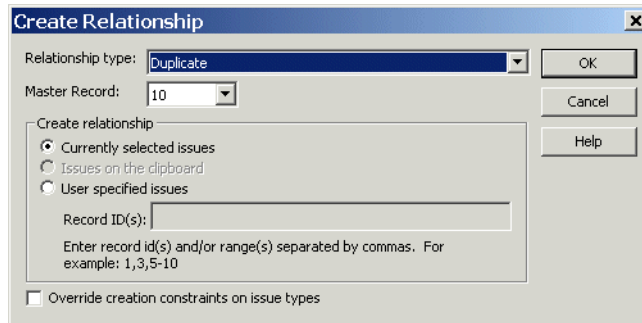 Create Relationship
Relationship type: Duplicate
OK
Master Record: 10
Cancel
Create relationship
Help
Currently selected issues
Issues on the clipboard
User specified issues
Record ID(s):
Enter record id(s) and/or range(s) separated by commas.  For
example: 1,3,5-10
Override creation constraints on issue types